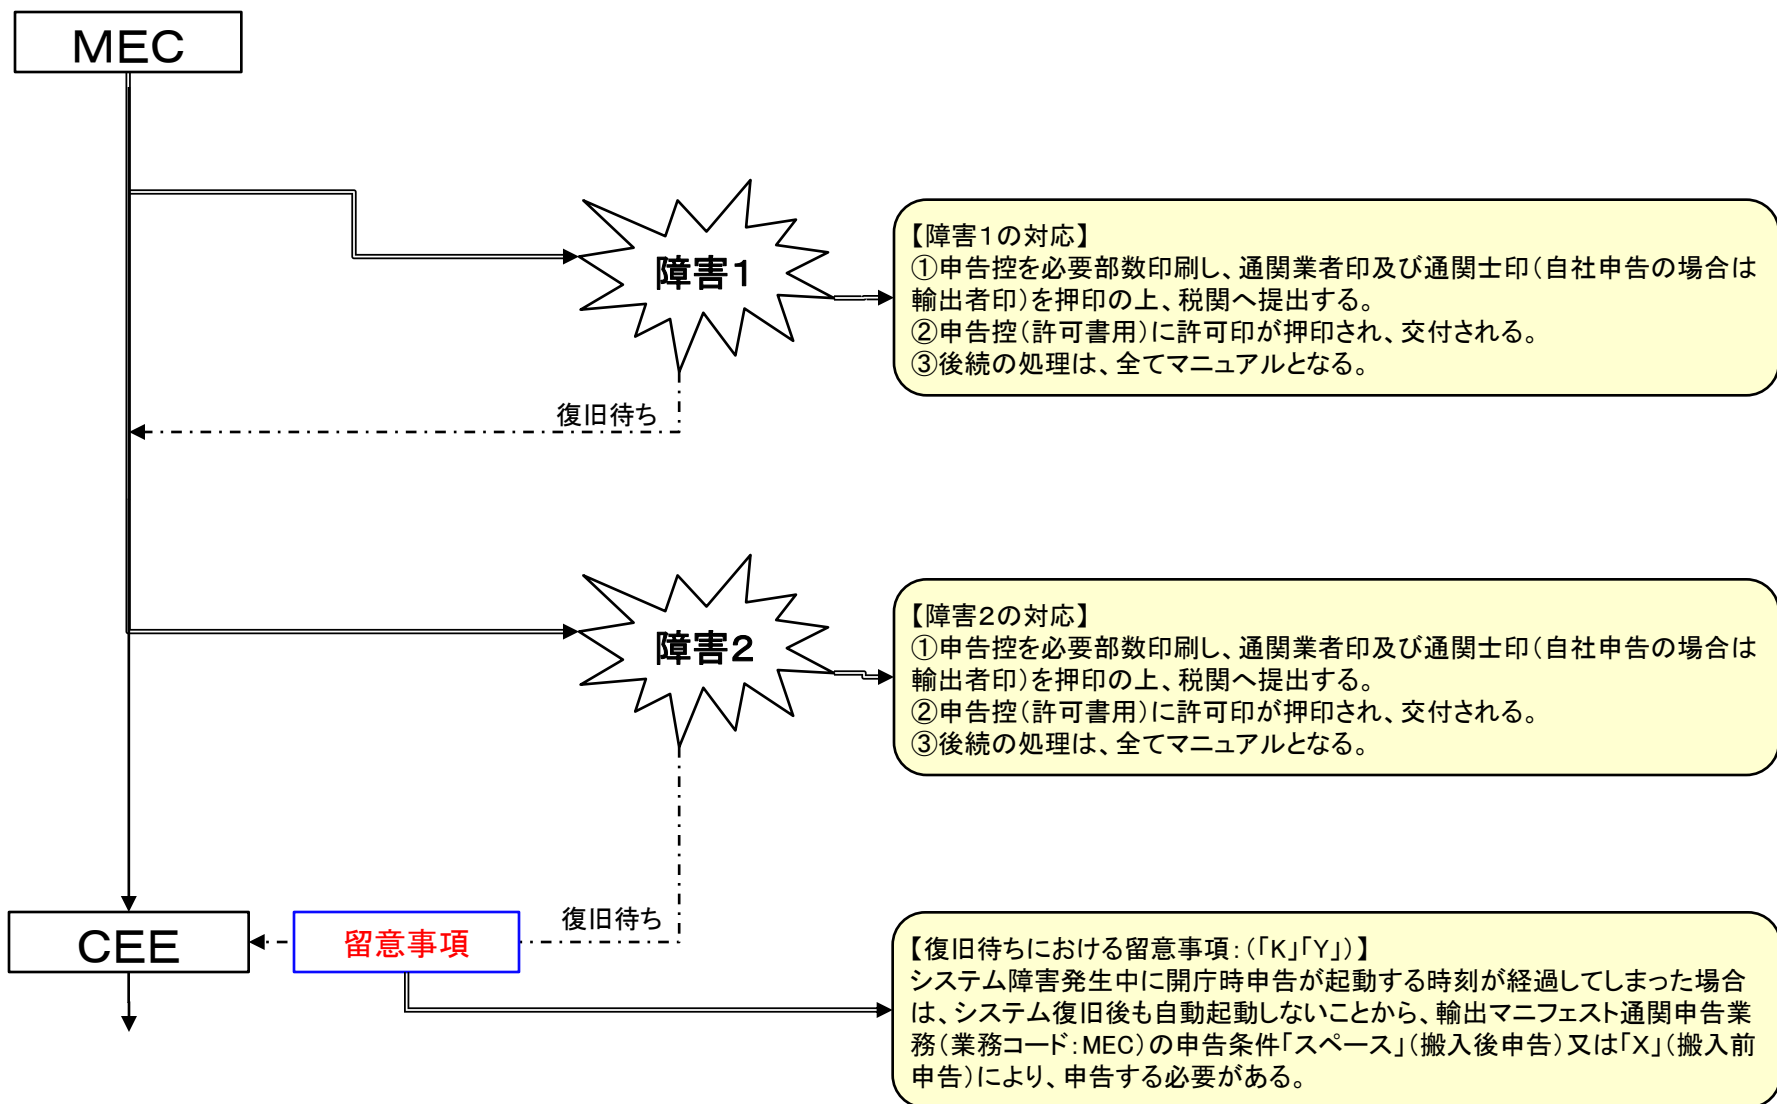 MEC
障害1
【障害1の対応】
①申告控を必要部数印刷し、通関業者印及び通関士印(自社申告の場合は
輸出者印)を押印の上、税関へ提出する。
②申告控(許可書用)に許可印が押印され、交付される。
③後続の処理は、全てマニュアルとなる。
復旧待ち
障害2
【障害2の対応】
①申告控を必要部数印刷し、通関業者印及び通関士印(自社申告の場合は
輸出者印)を押印の上、税関へ提出する。
②申告控(許可書用)に許可印が押印され、交付される。
③後続の処理は、全てマニュアルとなる。
復旧待ち
CEE
留意事項
【復旧待ちにおける留意事項:(「K」「Y」)】
システム障害発生中に開庁時申告が起動する時刻が経過してしまった場合
は、システム復旧後も自動起動しないことから、輸出マニフェスト通関申告業
務(業務コード:MEC)の申告条件「スペース」(搬入後申告)又は「X」(搬入前
申告)により、申告する必要がある。